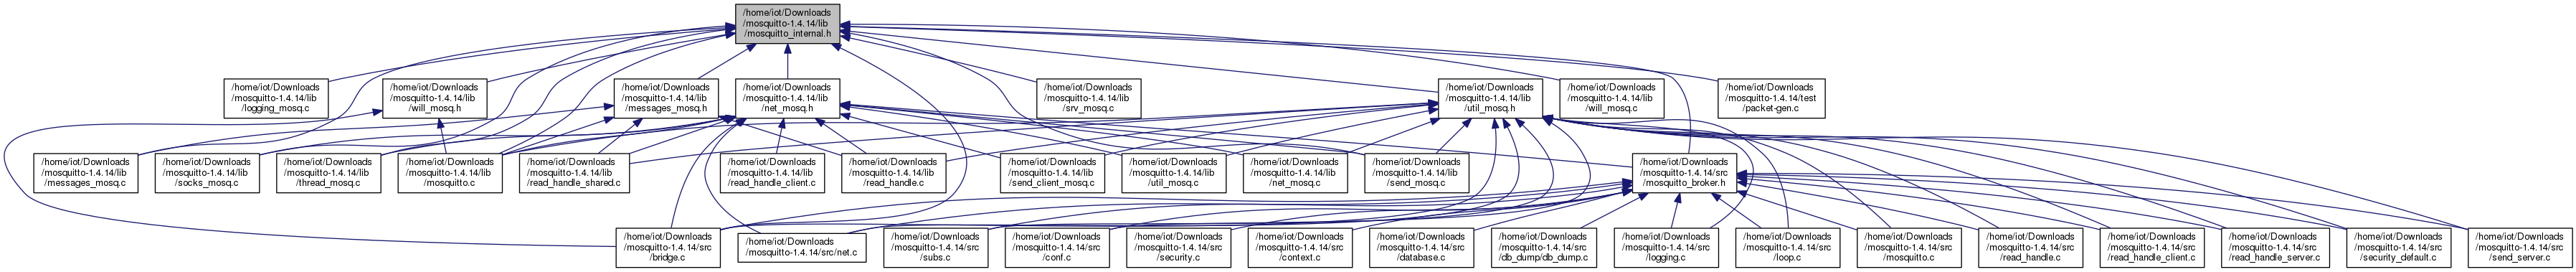 /home/iot/Downloads
/mosquitto-1.4.14/lib
/mosquitto_internal.h
/home/iot/Downloads
/mosquitto-1.4.14/lib
/logging_mosq.c
/home/iot/Downloads
/mosquitto-1.4.14/lib
/will_mosq.h
/home/iot/Downloads
/mosquitto-1.4.14/lib
/messages_mosq.h
/home/iot/Downloads
/mosquitto-1.4.14/lib
/net_mosq.h
/home/iot/Downloads
/mosquitto-1.4.14/lib
/srv_mosq.c
/home/iot/Downloads
/mosquitto-1.4.14/lib
/util_mosq.h
/home/iot/Downloads
/mosquitto-1.4.14/lib
/will_mosq.c
/home/iot/Downloads
/mosquitto-1.4.14/test
/packet-gen.c
/home/iot/Downloads
/mosquitto-1.4.14/lib
/messages_mosq.c
/home/iot/Downloads
/mosquitto-1.4.14/lib
/socks_mosq.c
/home/iot/Downloads
/mosquitto-1.4.14/lib
/thread_mosq.c
/home/iot/Downloads
/mosquitto-1.4.14/lib
/mosquitto.c
/home/iot/Downloads
/mosquitto-1.4.14/lib
/read_handle_shared.c
/home/iot/Downloads
/mosquitto-1.4.14/lib
/read_handle_client.c
/home/iot/Downloads
/mosquitto-1.4.14/lib
/read_handle.c
/home/iot/Downloads
/mosquitto-1.4.14/lib
/send_client_mosq.c
/home/iot/Downloads
/mosquitto-1.4.14/lib
/util_mosq.c
/home/iot/Downloads
/mosquitto-1.4.14/lib
/net_mosq.c
/home/iot/Downloads
/mosquitto-1.4.14/lib
/send_mosq.c
/home/iot/Downloads
/mosquitto-1.4.14/src
/mosquitto_broker.h
/home/iot/Downloads
/mosquitto-1.4.14/src
/bridge.c
/home/iot/Downloads
/mosquitto-1.4.14/src/net.c
/home/iot/Downloads
/mosquitto-1.4.14/src
/subs.c
/home/iot/Downloads
/mosquitto-1.4.14/src
/conf.c
/home/iot/Downloads
/mosquitto-1.4.14/src
/security.c
/home/iot/Downloads
/mosquitto-1.4.14/src
/context.c
/home/iot/Downloads
/mosquitto-1.4.14/src
/database.c
/home/iot/Downloads
/mosquitto-1.4.14/src
/db_dump/db_dump.c
/home/iot/Downloads
/mosquitto-1.4.14/src
/logging.c
/home/iot/Downloads
/mosquitto-1.4.14/src
/loop.c
/home/iot/Downloads
/mosquitto-1.4.14/src
/mosquitto.c
/home/iot/Downloads
/mosquitto-1.4.14/src
/read_handle.c
/home/iot/Downloads
/mosquitto-1.4.14/src
/read_handle_client.c
/home/iot/Downloads
/mosquitto-1.4.14/src
/read_handle_server.c
/home/iot/Downloads
/mosquitto-1.4.14/src
/security_default.c
/home/iot/Downloads
/mosquitto-1.4.14/src
/send_server.c